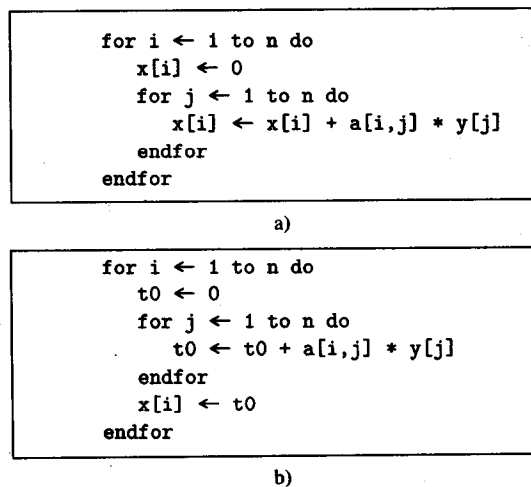 for i ← 1 to n do
x[i] ← 0
for j ← 1 to n do
x[i] ← x[i] + a[i,j] * y[j]
endfor
endfor
a)
for i ← 1 to n do
t0 ← 0
for j ← 1 to n do
t0 ← t0 + a[i,j] * y[j]
endfor
x[i] ← t0
endfor
b)